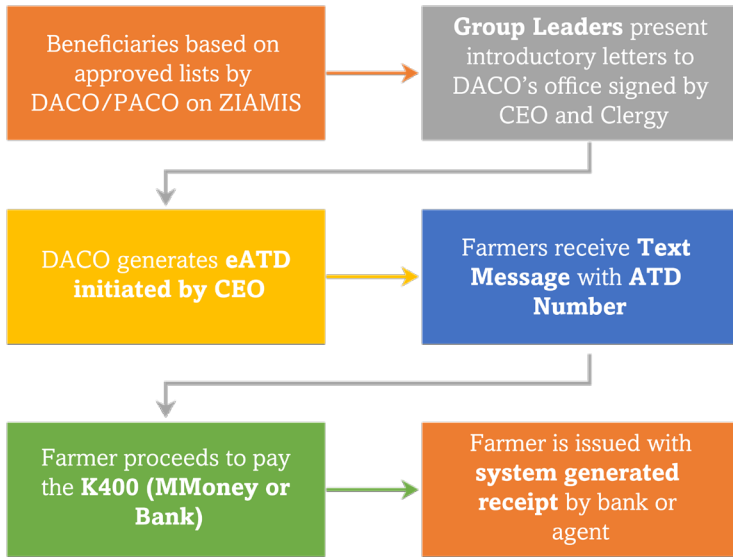 Beneficiaries based on
approved lists by
DACO/PACO on ZIAMIS
Group Leaders present
introductory letters to
DACO's office signed by
CEO and Clergy
DACO generates eATD
initiated by CEO
Farmers receive Text
Message with ATD
Number
Farmer proceeds to pay
the K400 (MMoney or
Bank)
Farmer is issued with
system generated
receipt by bank or
agent